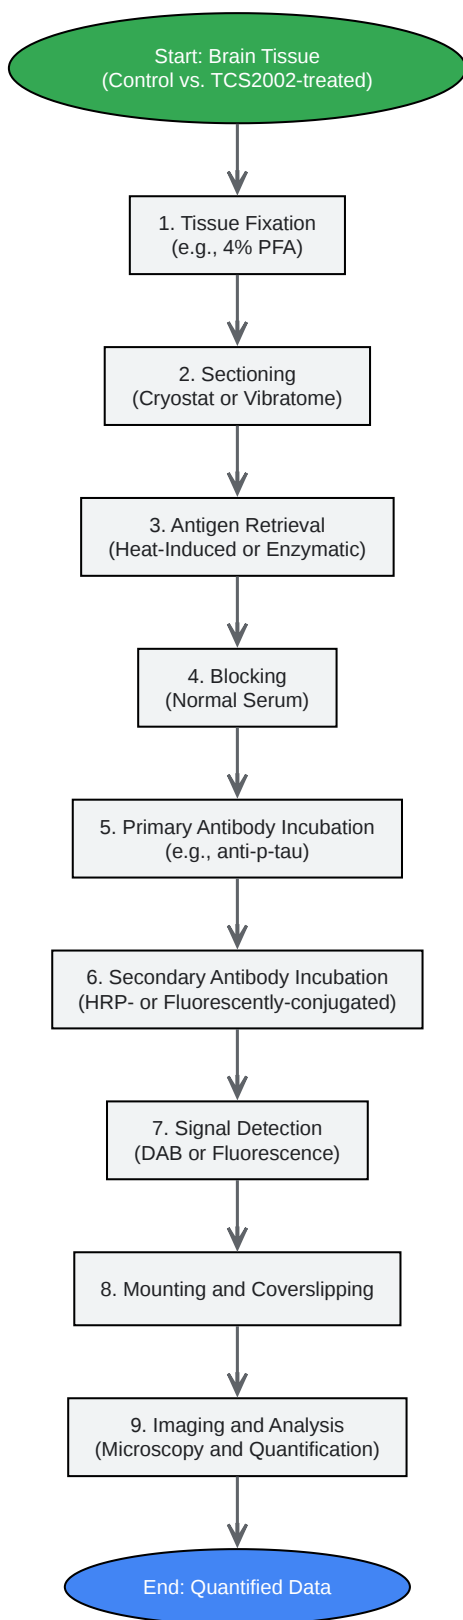 Start: Brain Tissue
(Control vs. TCS2002-treated)
1. Tissue Fixation
(e.g., 4% PFA)
2. Sectioning
(Cryostat or Vibratome)
3. Antigen Retrieval
(Heat-Induced or Enzymatic)
4. Blocking
(Normal Serum)
5. Primary Antibody Incubation
(e.g., anti-p-tau)
6. Secondary Antibody Incubation
(HRP- or Fluorescently-conjugated)
7. Signal Detection
(DAB or Fluorescence)
8. Mounting and Coverslipping
9. Imaging and Analysis
(Microscopy and Quantification)
End: Quantified Data